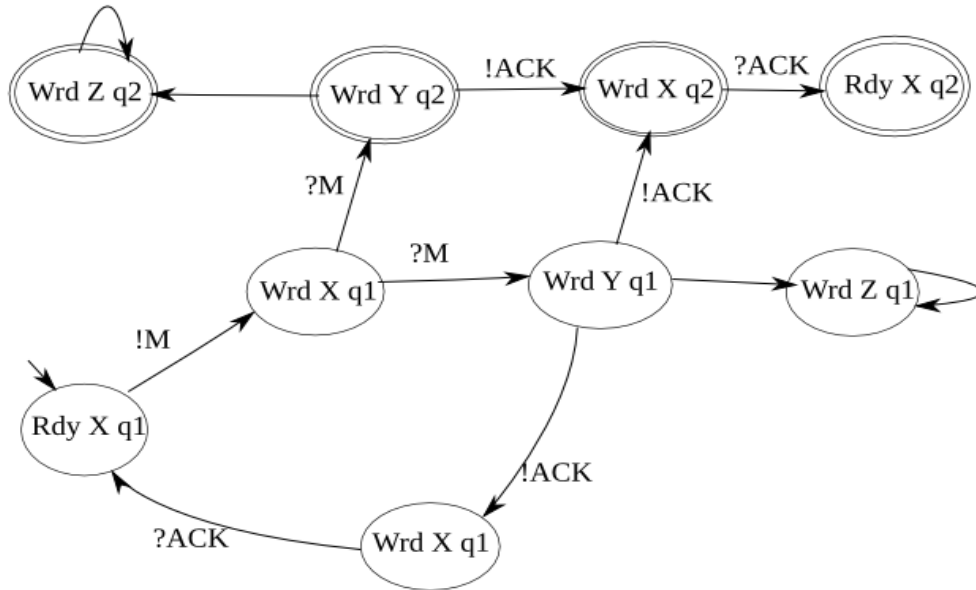 Wrd Z q2
Wrd Y q2
!ACK
Wrd X q2
?ACK
Rdy X q2
?M
!ACK
Wrd X q1
?M
Wrd Y q1
Wrd Z q1
!M
Rdy X q1
!ACK
?ACK
Wrd X q1